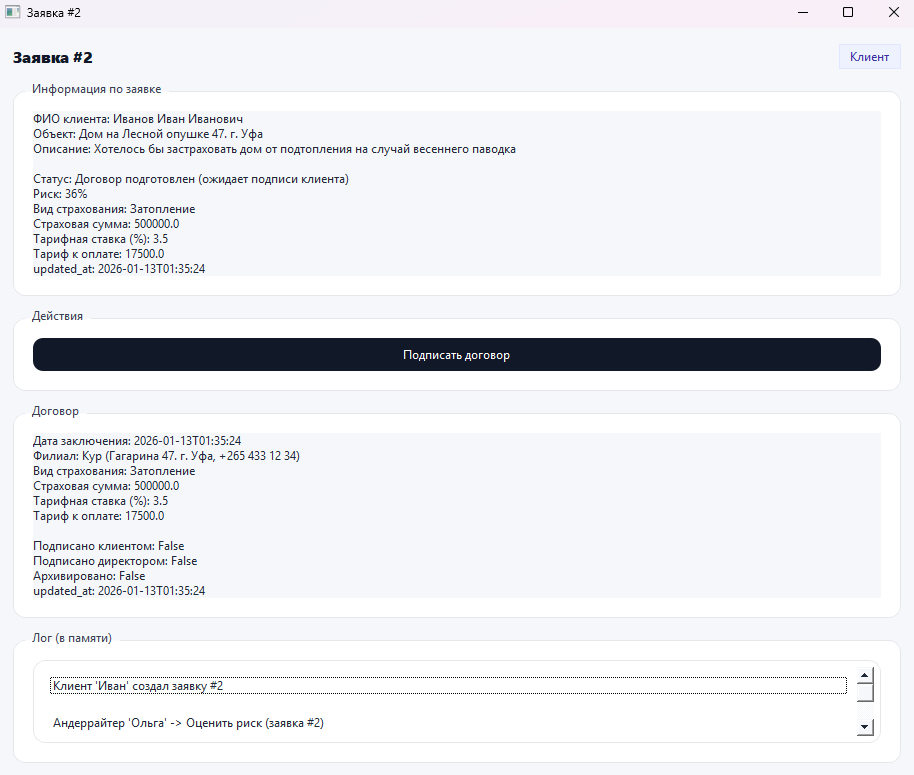 Заявка #2
Заявка #2
Клиент
Информация по заявке
ФИО клиента: Иванов Иван Иванович
Объект: Дом на Лесной опушке 47. г. Уфа
Описание: Хотелось бы застраховать дом от подтопления на случай весеннего паводка
Статус: Договор подготовлен (ожидает подписи клиента)
Риск: 36%
Вид страхования: Затопление
Страховая сумма: 500000.0
Тарифная ставка (%): 3.5
Тариф к оплате: 17500.0
updated_at: 2026-01-13T01:35:24
Действия
Подписать договор
Договор
Дата заключения: 2026-01-13T01:35:24
Филиал: Кур (Гагарина 47. г. Уфа, +265 433 12 34)
Вид страхования: Затопление
Страховая сумма: 500000.0
Тарифная ставка (%): 3.5
Тариф к оплате: 17500.0
Подписано клиентом: False
Подписано директором: False
Архивировано: False
updated_at: 2026-01-13T01:35:24
Лог (в памяти)
Клиент 'Иван' создал заявку #2
Андеррайтер 'Ольга' -> Оценить риск (заявка #2)